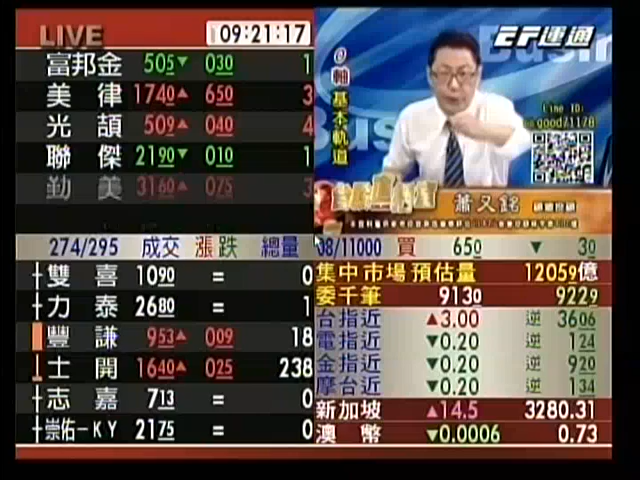 LIVE 09:21:17
富邦金 505▼ 030 1
美律 1740▲ 650 3
光頡 509▲ 040 4
聯傑 2190▼ 010 1
勤美 3160▲ 075 3
EF運通
e軸基本軌道
Line ID:
good71178
蕭又銘
274/295 成交 漲跌 總量
08/11000 買 650 ▼ 30
雙喜 1090 = 0
力泰 2680 = 1
豐謙 953▲ 009 18
士開 1640▲ 025 238
志嘉 713 = 0
崇佑-KY 2175 = 0
集中市場預估量 12059億
委千筆 9130 9229
台指近 ▲3.00 逆 3606
電指近 ▼0.20 逆 124
金指近 ▼0.20 逆 920
摩台近 ▼0.20 逆 134
新加坡 ▲14.5 3280.31
澳幣 ▼0.0006 0.73